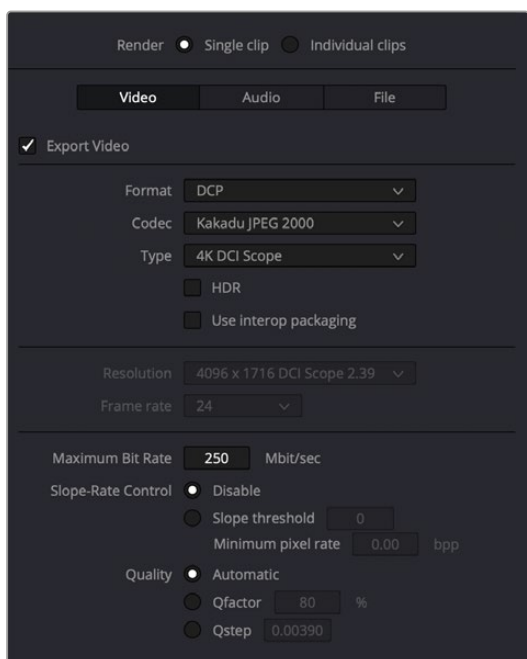 Render Single clip Individual clips
Video Audio File
Export Video
Format DCP
Codec Kakadu JPEG 2000
Type 4K DCI Scope
HDR
Use interop packaging
Resolution 4096 x 1716 DCI Scope 2.39
Frame rate 24
Maximum Bit Rate 250 Mbit/sec
Slope-Rate Control Disable
Slope threshold 0
Minimum pixel rate 0.00 bpp
Quality Automatic
Qfactor 80 %
Qstep 0.00390